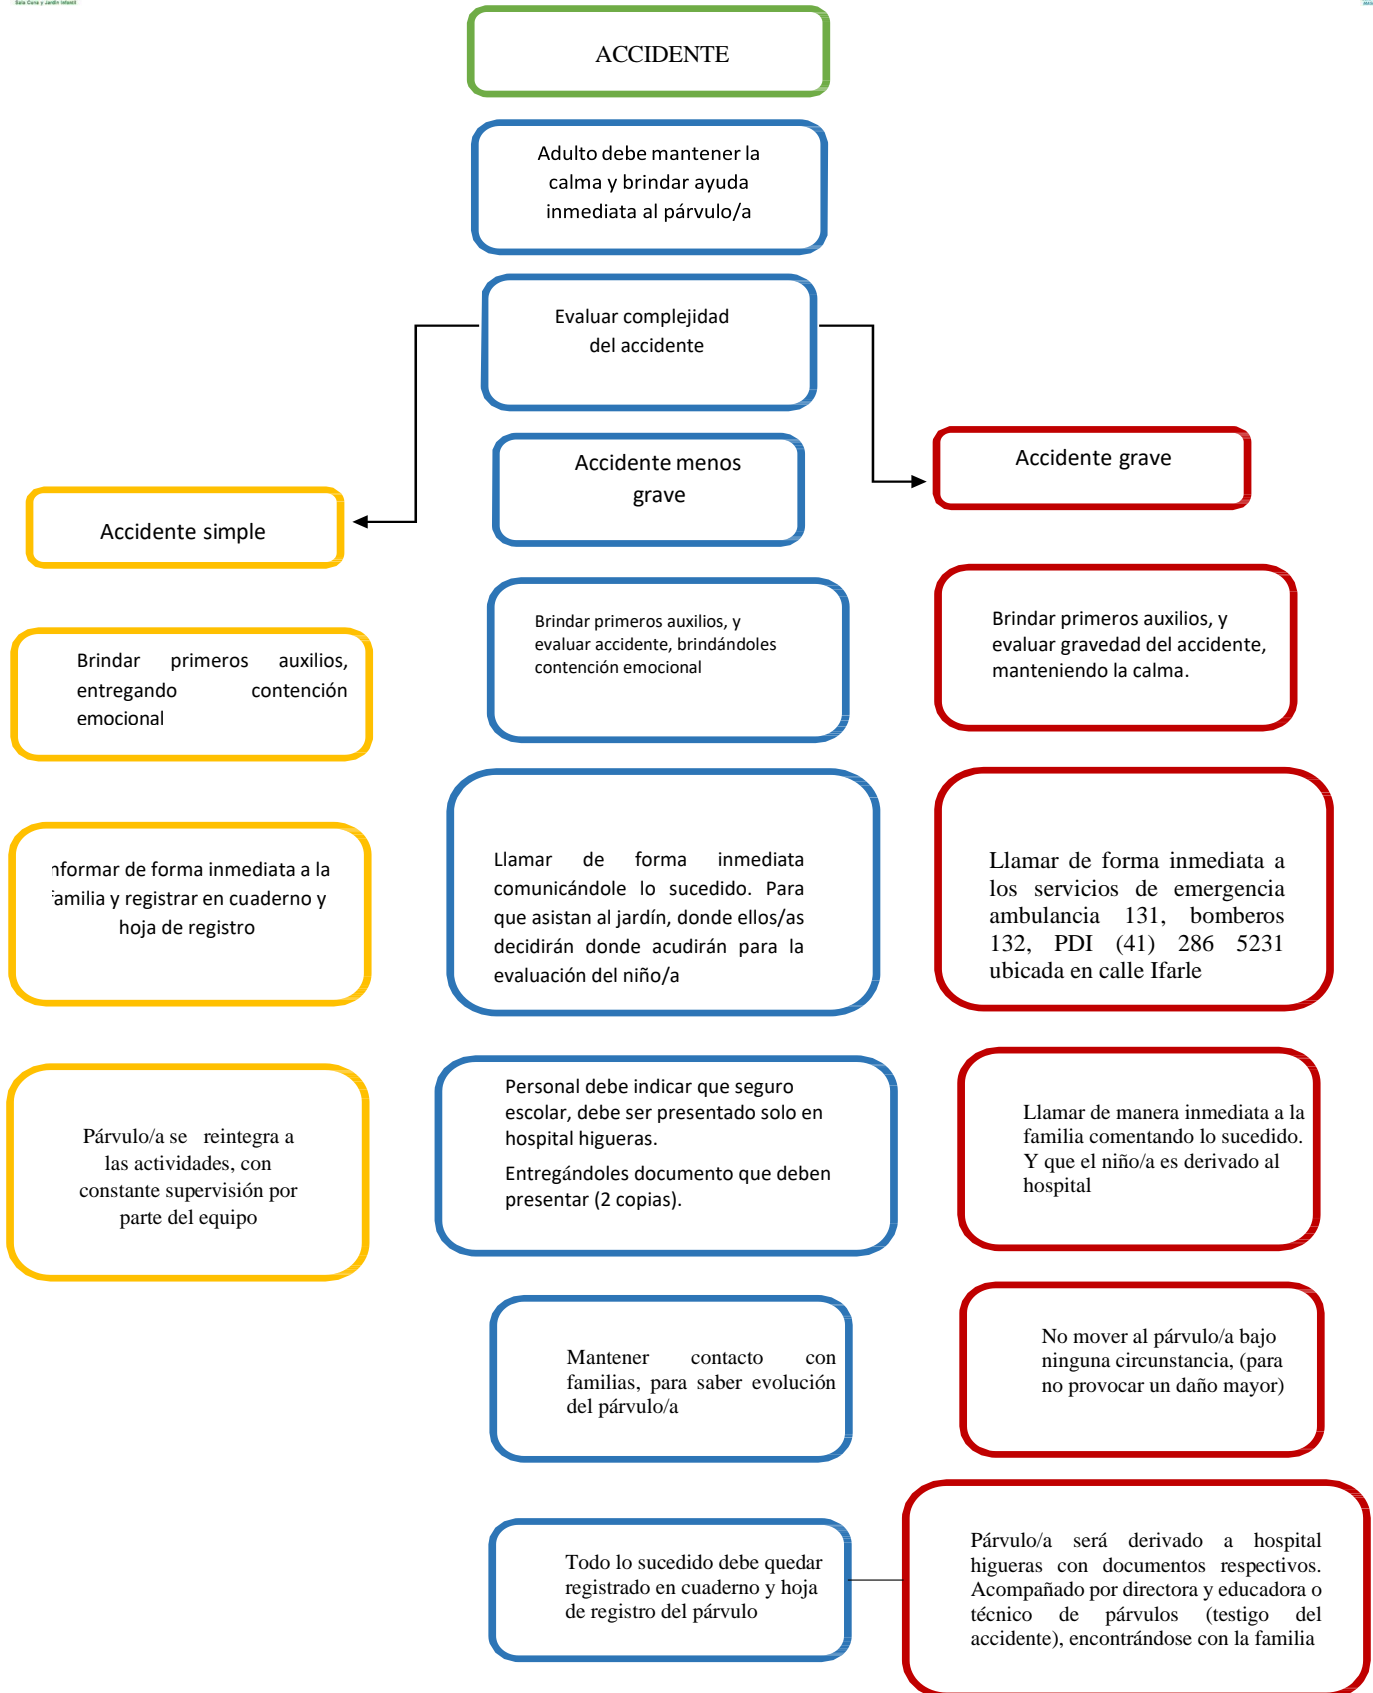 Sala Cuna y Jardín Infantil
ACCIDENTE
Adulto debe mantener la
calma y brindar ayuda
inmediata al párvulo/a
Evaluar complejidad
del accidente
Accidente menos
grave
Accidente grave
Accidente simple
Brindar primeros auxilios,
entregando contención
emocional
nformar de forma inmediata a la
familia y registrar en cuaderno y
hoja de registro
Párvulo/a se reintegra a
las actividades, con
constante supervisión por
parte del equipo
Brindar primeros auxilios, y
evaluar accidente, brindándoles
contención emocional
Llamar de forma inmediata
comunicándole lo sucedido. Para
que asistan al jardín, donde ellos/as
decidirán donde acudirán para la
evaluación del niño/a
Personal debe indicar que seguro
escolar, debe ser presentado solo en
hospital higueras.
Entregándoles documento que deben
presentar (2 copias).
Mantener contacto con
familias, para saber evolución
del párvulo/a
Todo lo sucedido debe quedar
registrado en cuaderno y hoja
de registro del párvulo
Brindar primeros auxilios, y
evaluar gravedad del accidente,
manteniendo la calma.
Llamar de forma inmediata a
los servicios de emergencia
ambulancia 131, bomberos
132, PDI (41) 286 5231
ubicada en calle Ifarle
Llamar de manera inmediata a la
familia comentando lo sucedido.
Y que el niño/a es derivado al
hospital
No mover al párvulo/a bajo
ninguna circunstancia, (para
no provocar un daño mayor)
Párvulo/a será derivado a hospital
higueras con documentos respectivos.
Acompañado por directora y educadora o
técnico de párvulos (testigo del
accidente), encontrándose con la familia